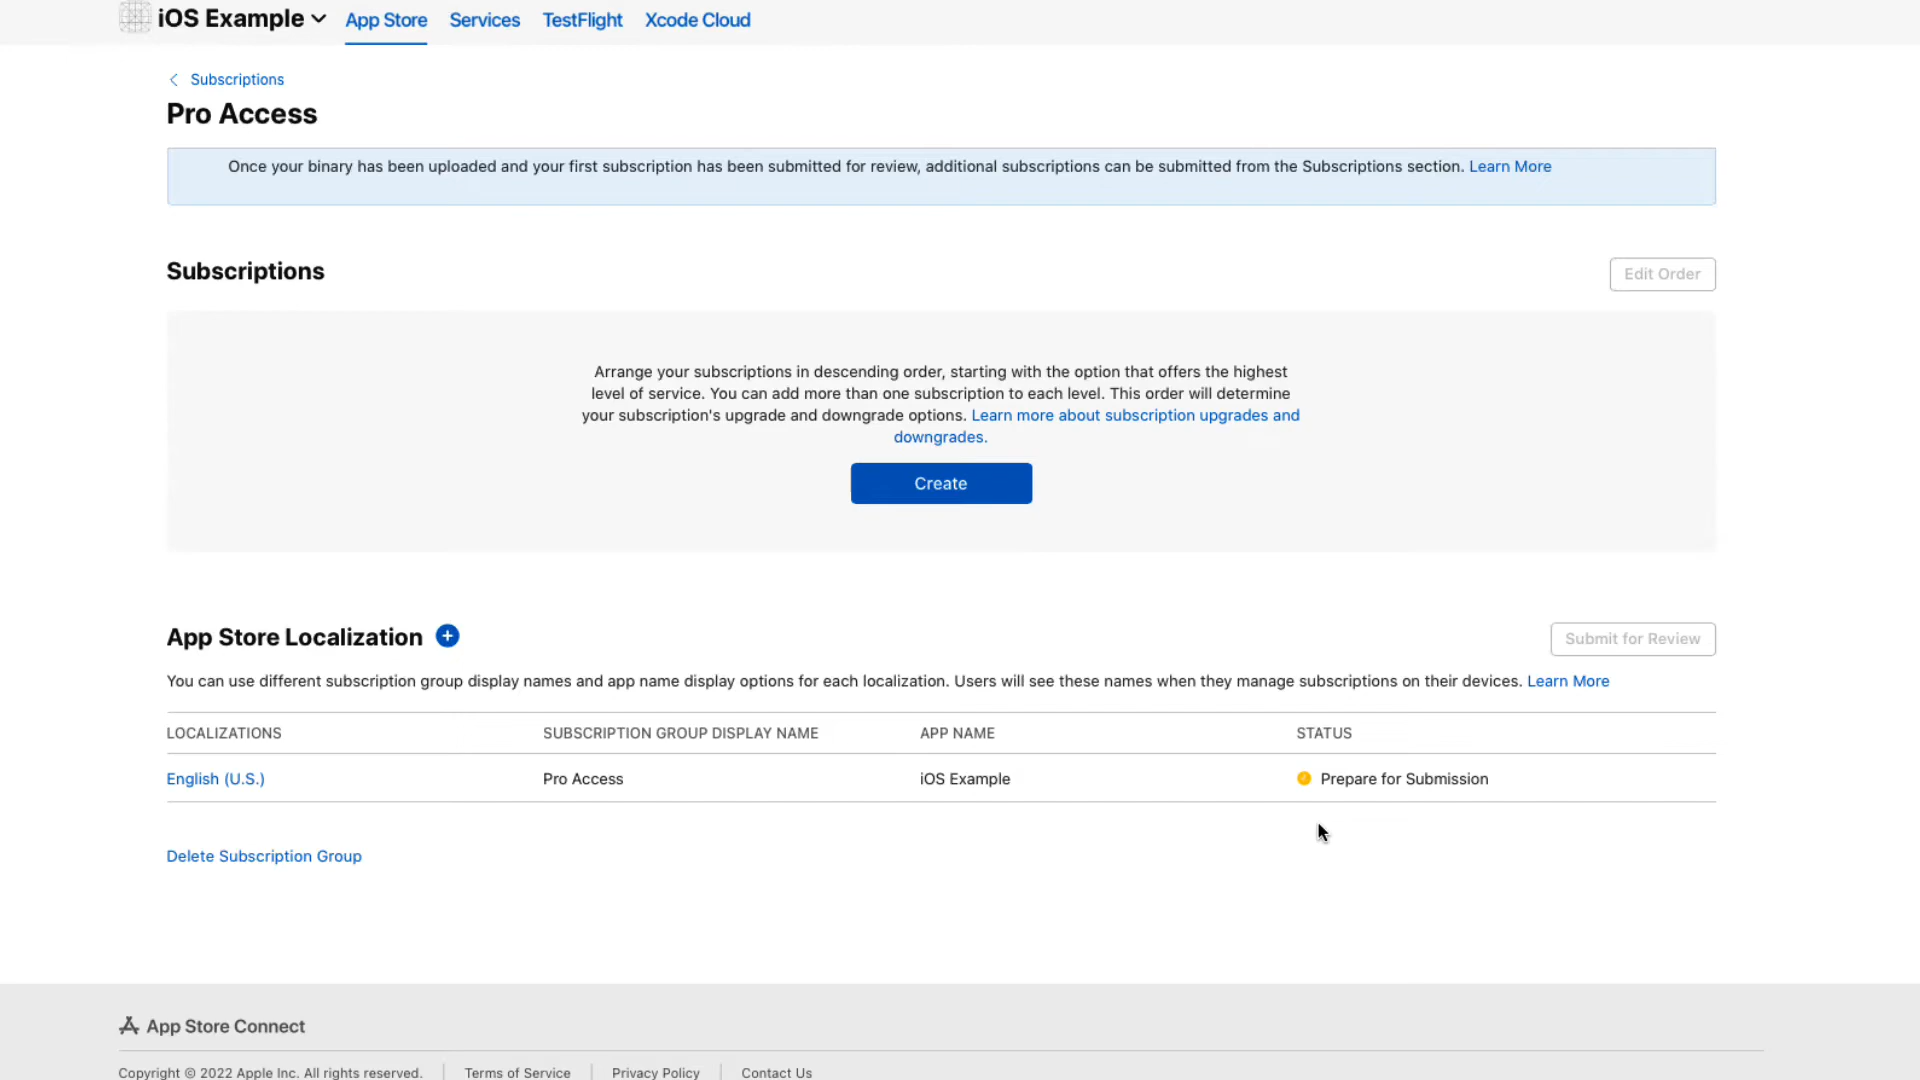 iOS Example App Store Services TestFlight Xcode Cloud
Subscriptions
Pro Access
Once your binary has been uploaded and your first subscription has been submitted for review, additional subscriptions can be submitted from the Subscriptions section. Learn More
Subscriptions
Edit Order
Arrange your subscriptions in descending order, starting with the option that offers the highest
level of service. You can add more than one subscription to each level. This order will determine
your subscription's upgrade and downgrade options. Learn more about subscription upgrades and
downgrades.
Create
App Store Localization
Submit for Review
You can use different subscription group display names and app name display options for each localization. Users will see these names when they manage subscriptions on their devices. Learn More
LOCALIZATIONS SUBSCRIPTION GROUP DISPLAY NAME APP NAME STATUS
English (U.S.) Pro Access iOS Example Prepare for Submission
Delete Subscription Group
App Store Connect
Copyright © 2022 Apple Inc. All rights reserved. Terms of Service Privacy Policy Contact Us